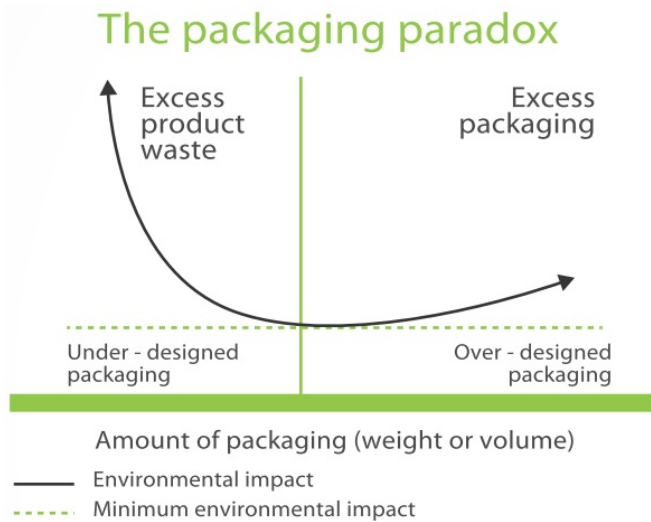 The packaging paradox
Excess
product
waste
Excess
packaging
Under - designed
packaging
Over - designed
packaging
Amount of packaging (weight or volume)
Environmental impact
Minimum environmental impact